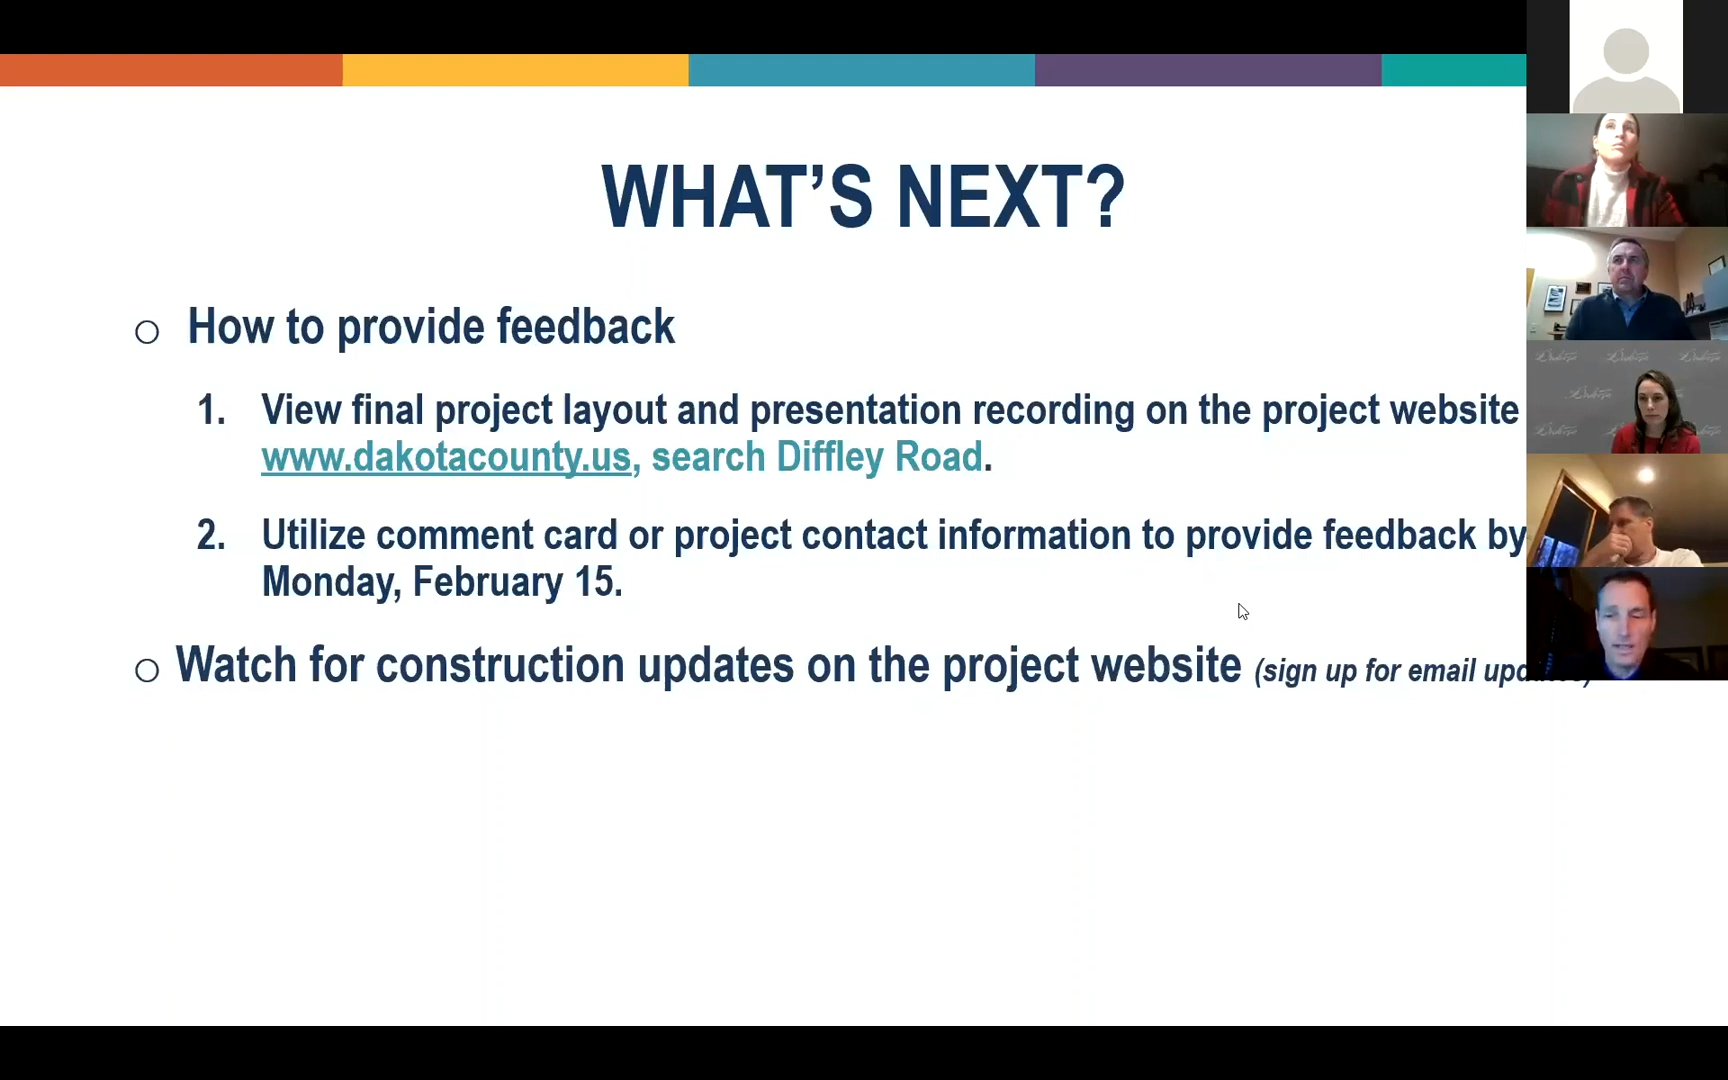 WHAT’S NEXT?
o How to provide feedback
1. View final project layout and presentation recording on the project website
www.dakotacounty.us, search Diffley Road.
2. Utilize comment card or project contact information to provide feedback by
Monday, February 15.
o Watch for construction updates on the project website (sign up for email